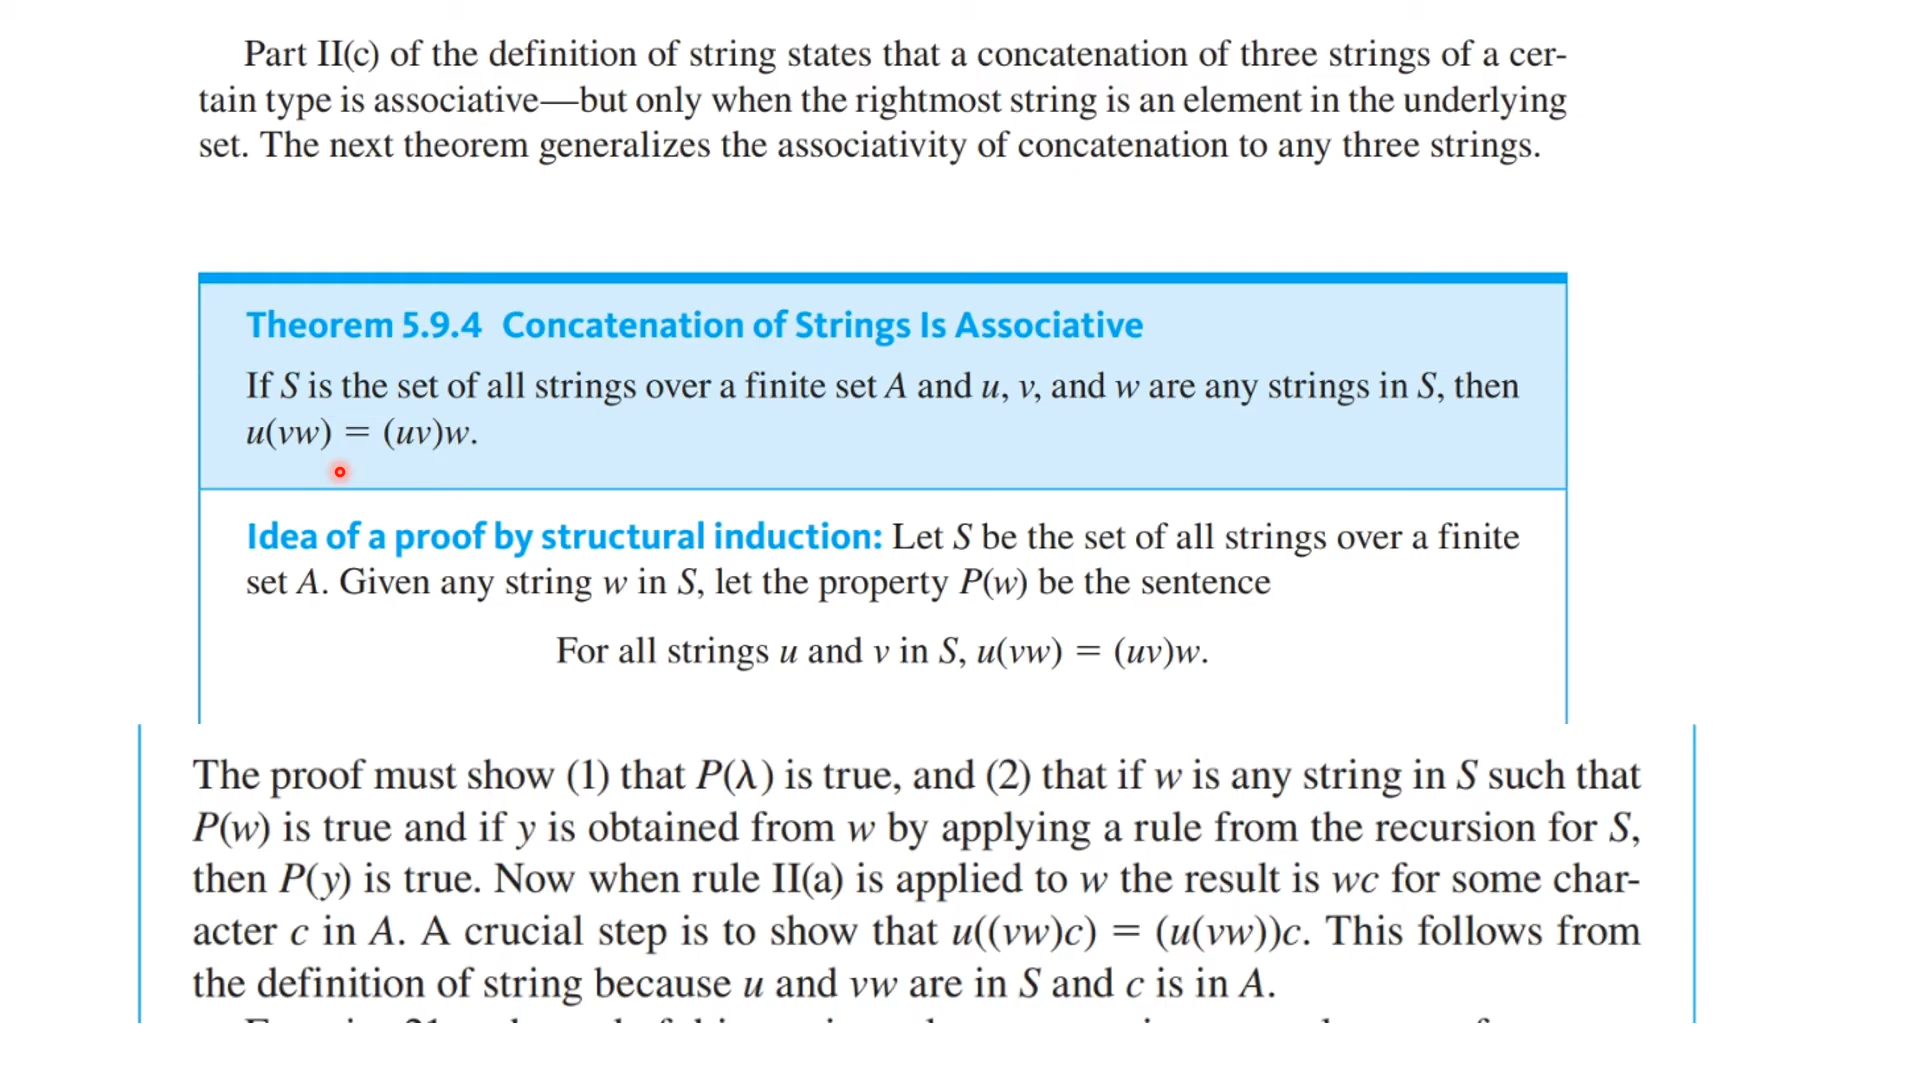 Part II(c) of the definition of string states that a concatenation of three strings of a cer-
tain type is associative—but only when the rightmost string is an element in the underlying
set. The next theorem generalizes the associativity of concatenation to any three strings.
Theorem 5.9.4 Concatenation of Strings Is Associative
If S is the set of all strings over a finite set A and u, v, and w are any strings in S, then
u(vw) = (uv)w.
Idea of a proof by structural induction: Let S be the set of all strings over a finite
set A. Given any string w in S, let the property P(w) be the sentence
For all strings u and v in S, u(vw) = (uv)w.
The proof must show (1) that P(λ) is true, and (2) that if w is any string in S such that
P(w) is true and if y is obtained from w by applying a rule from the recursion for S,
then P(y) is true. Now when rule II(a) is applied to w the result is wc for some char-
acter c in A. A crucial step is to show that u((vw)c) = (u(vw))c. This follows from
the definition of string because u and vw are in S and c is in A.